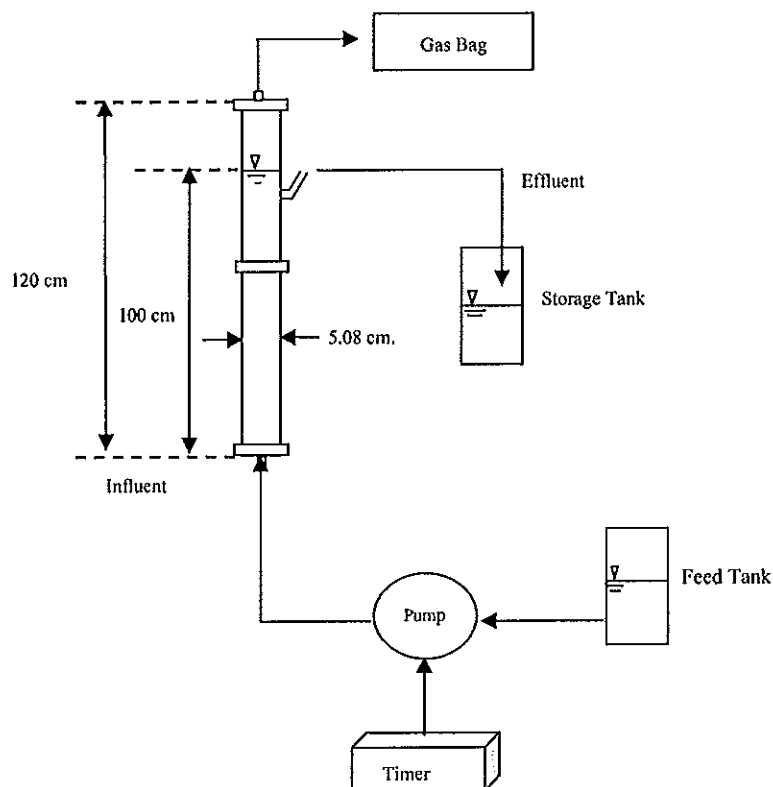 Gas Bag
Effluent
120 cm
Storage Tank
100 cm
5.08 cm.
Influent
Feed Tank
Pump
Timer